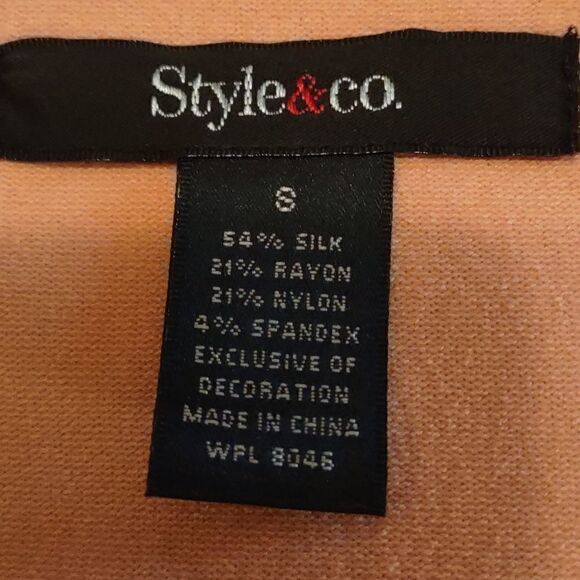 Style&co.
S
54% SILK
21% RAYON
21% NYLON
4% SPANDEX
EXCLUSIVE OF
DECORATION
MADE IN CHINA
WPL 8046